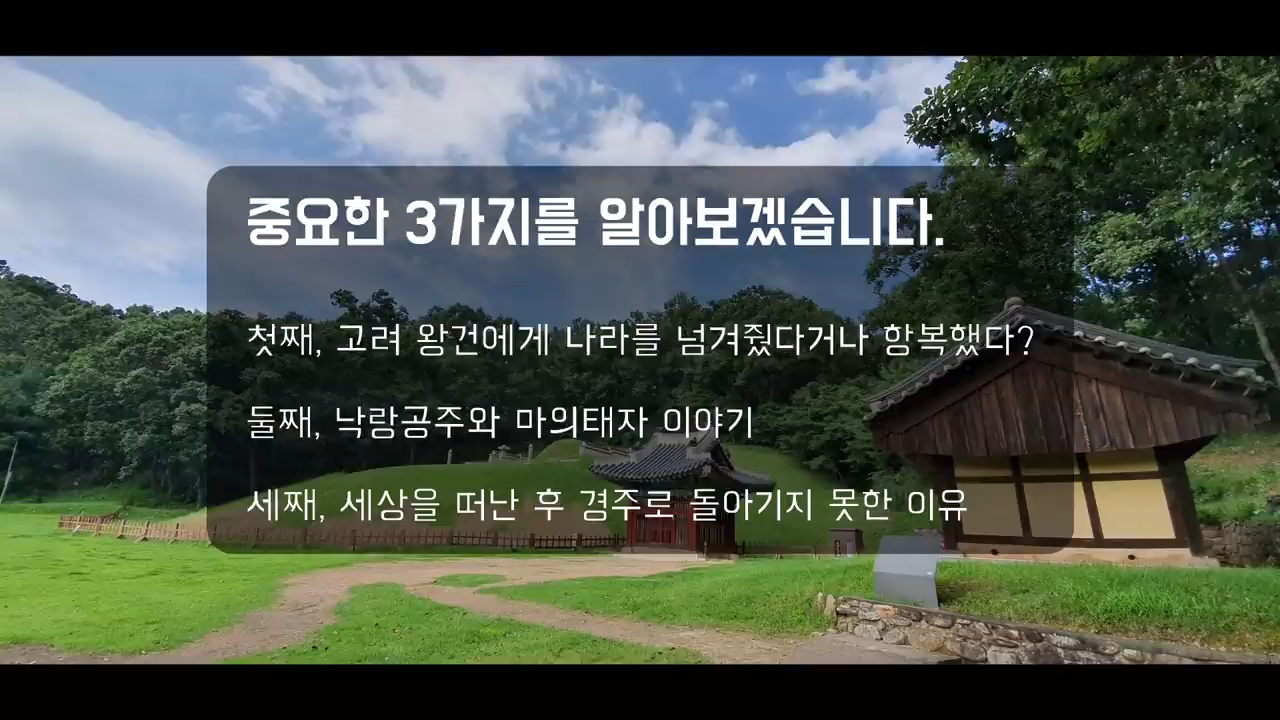 중요한 3가지를 알아보겠습니다.
첫째, 고려 왕건에게 나라를 넘겨줬다거나 항복했다?
둘째, 낙랑공주와 마의태자 이야기
세째, 세상을 떠난 후 경주로 돌아기지 못한 이유